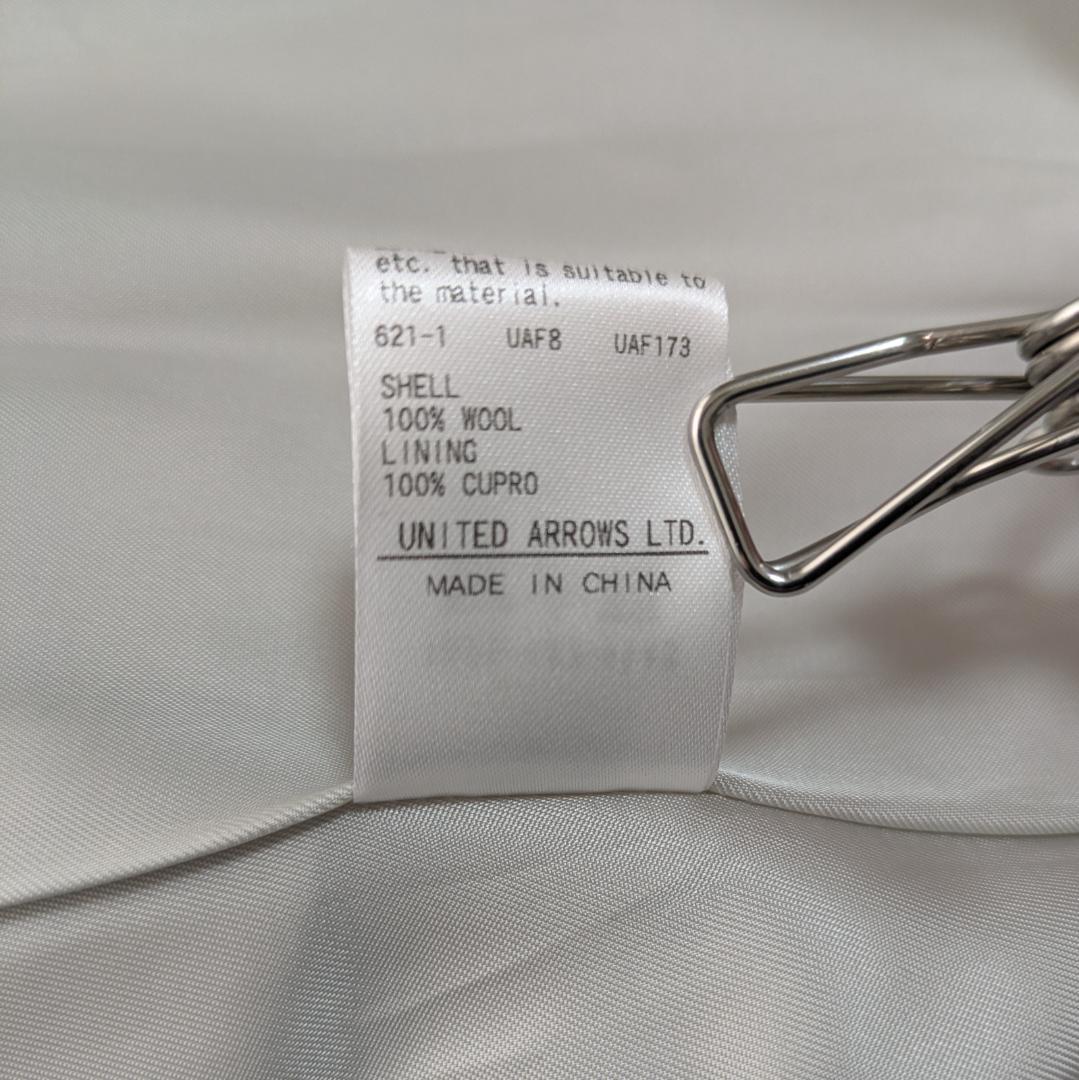 etc. that is suitable to
the material.
621-1 UAF8 UAF173
SHELL
100% WOOL
LINING
100% CUPRO
UNITED ARROWS LTD.
MADE IN CHINA